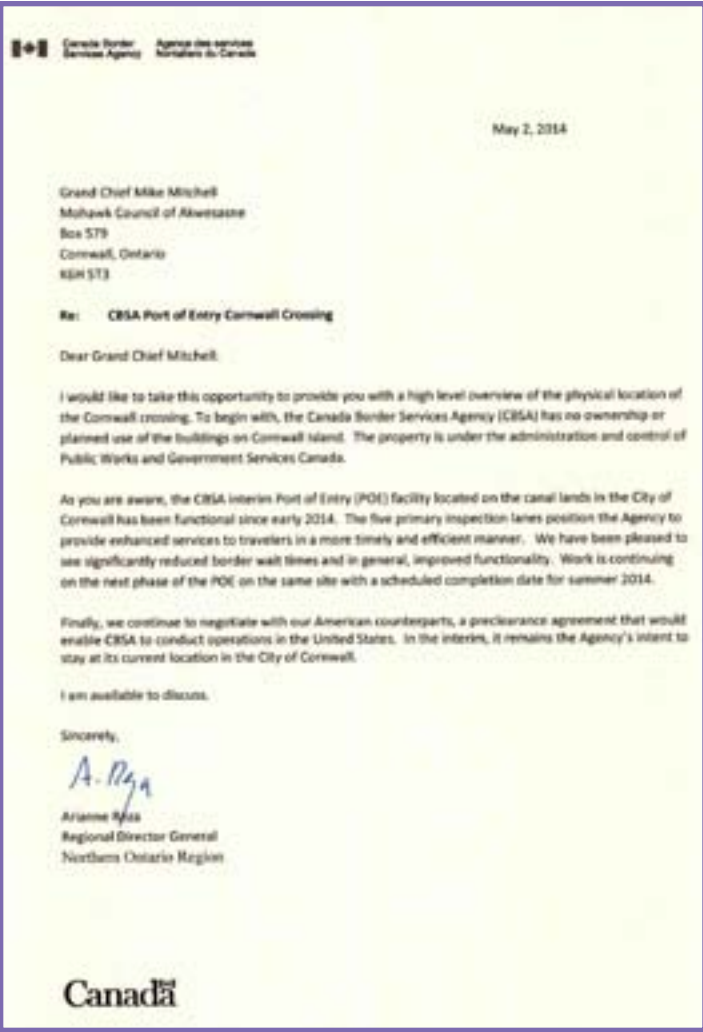 Canada Border Services Agency
Agence des services frontaliers du Canada
May 2, 2014
Grand Chief Mike Mitchell
Mohawk Council of Akwesasne
Box 579
Cornwall, Ontario
K6H 5T3
Re: CBSA Port of Entry Cornwall Crossing
Dear Grand Chief Mitchell:
I would like to take this opportunity to provide you with a high level overview of the physical location of
the Cornwall crossing. To begin with, the Canada Border Services Agency (CBSA) has no ownership or
planned use of the buildings on Cornwall Island. The property is under the administration and control of
Public Works and Government Services Canada.
As you are aware, the CBSA interim Port of Entry (POE) facility located on the canal lands in the City of
Cornwall has been functional since early 2014. The five primary inspection lanes position the Agency to
provide enhanced services to travelers in a more timely and efficient manner. We have been pleased to
see significantly reduced border wait times and in general, improved functionality. Work is continuing
on the next phase of the POE on the same site with a scheduled completion date for summer 2014.
Finally, we continue to negotiate with our American counterparts, a preclearance agreement that would
enable CBSA to conduct operations in the United States. In the interim, it remains the Agency's intent to
stay at its current location in the City of Cornwall.
I am available to discuss.
Sincerely,
A.
Arianne
Regional Director General
Northern Ontario Region
Canada